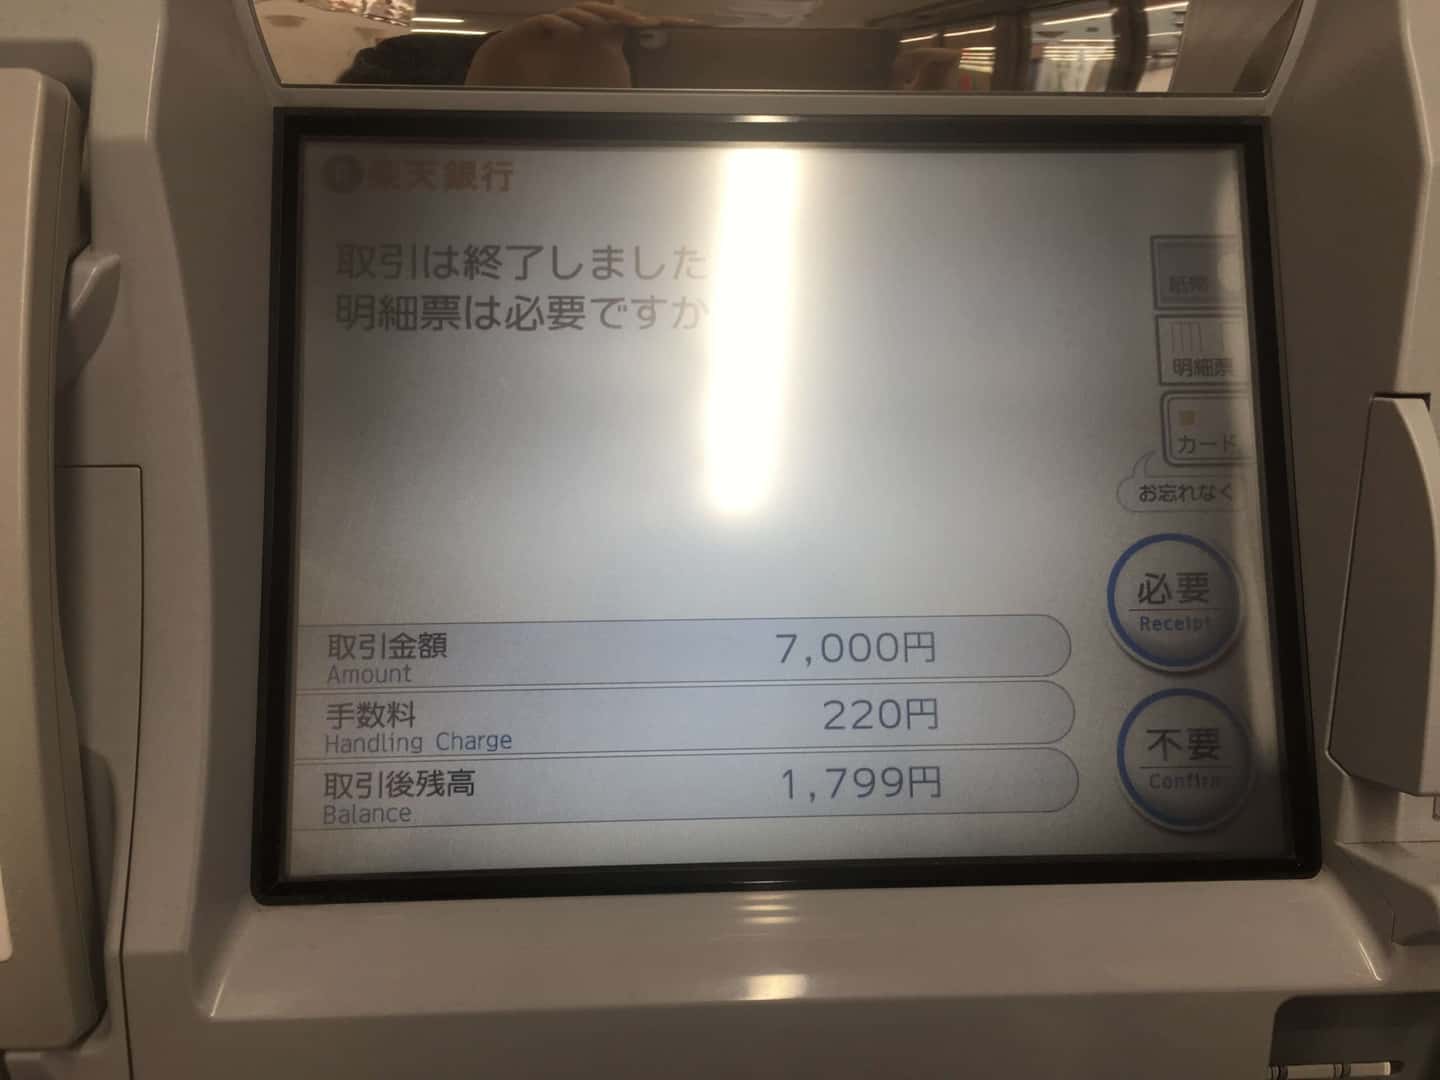 楽天銀行
取引は終了しました
明細票は必要ですか
紙幣
明細票
カード
お忘れなく
必要
Receipt
取引金額 7,000円
Amount
手数料 220円
Handling Charge
取引後残高 1,799円
Balance
不要
Confirm